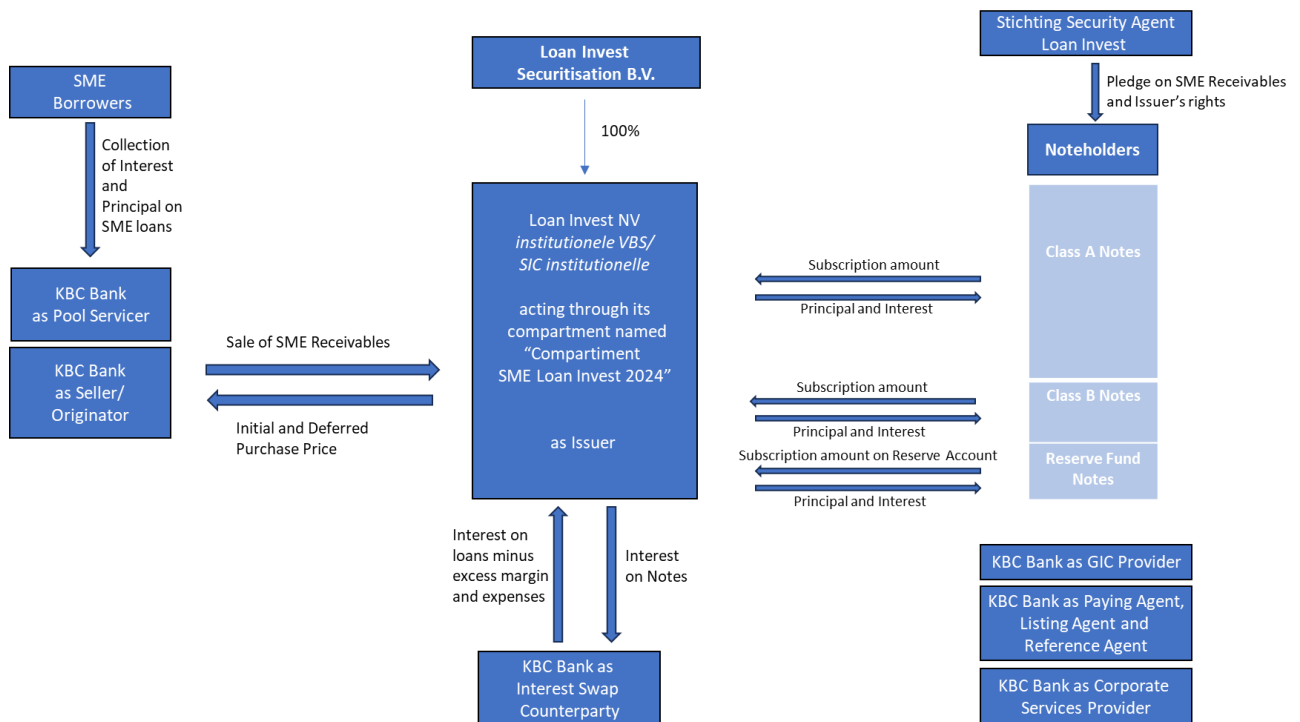 SME
Borrowers
Collection
of Interest
and
Principal on
SME loans
KBC Bank
as Pool Servicer
KBC Bank
as Seller/
Originator
Sale of SME Receivables
Initial and Deferred
Purchase Price
Loan Invest
Securitisation B.V.
100%
Loan Invest NV
institutionele VBS/
SIC institutionelle
acting through its
compartment named
“Compartiment
SME Loan Invest 2024”
as Issuer
Interest on
loans minus
excess margin
and expenses
Interest
on Notes
KBC Bank as
Interest Swap
Counterparty
Stichting Security Agent
Loan Invest
Pledge on SME Receivables
and Issuer’s rights
Noteholders
Subscription amount
Principal and Interest
Class A Notes
Subscription amount
Principal and Interest
Class B Notes
Subscription amount on Reserve Account
Principal and Interest
Reserve Fund
Notes
KBC Bank as GIC Provider
KBC Bank as Paying Agent,
Listing Agent and
Reference Agent
KBC Bank as Corporate
Services Provider